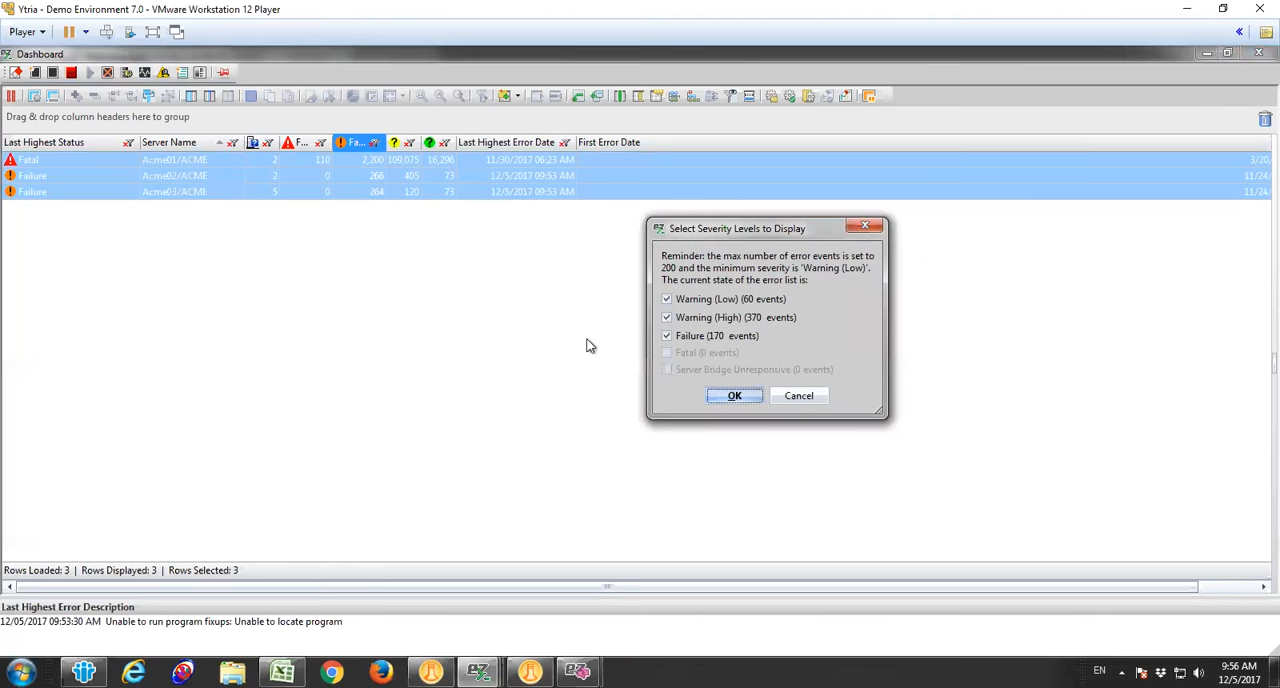 Ytria - Demo Environment 7.0 - VMware Workstation 12 Player
Player
Dashboard
Drag & drop column headers here to group
Last Highest Status Server Name F... Fa... Last Highest Error Date First Error Date
Fatal Acme01/ACME 2 110 2,200 109,075 16,296 11/30/2017 06:23 AM 3/20/
Failure Acme02/ACME 2 0 266 405 73 12/5/2017 09:53 AM 11/24/
Failure Acme03/ACME 5 0 264 120 73 12/5/2017 09:53 AM 11/24/
Select Severity Levels to Display
Reminder: the max number of error events is set to
200 and the minimum severity is 'Warning (Low)'.
The current state of the error list is:
Warning (Low) (60 events)
Warning (High) (370 events)
Failure (170 events)
Fatal (0 events)
Server Bridge Unresponsive (0 events)
OK Cancel
Rows Loaded: 3 | Rows Displayed: 3 | Rows Selected: 3
Last Highest Error Description
12/05/2017 09:53:30 AM Unable to run program fixups: Unable to locate program
EN
9:56 AM
12/5/2017